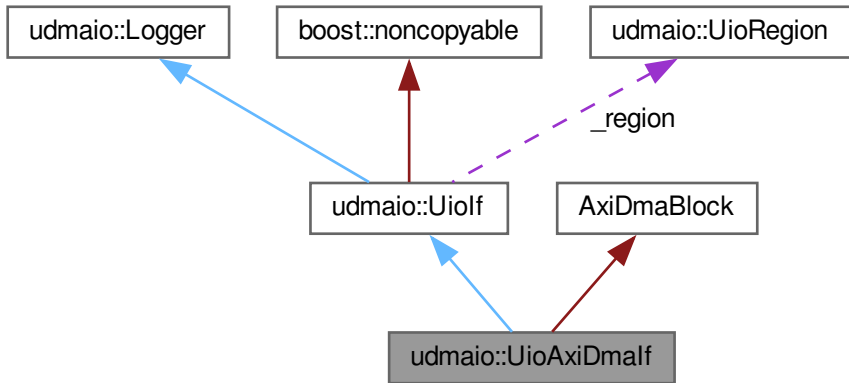 udmaio::Logger
boost::noncopyable
udmaio::UioRegion
_region
udmaio::UioIf
AxiDmaBlock
udmaio::UioAxiDmaIf